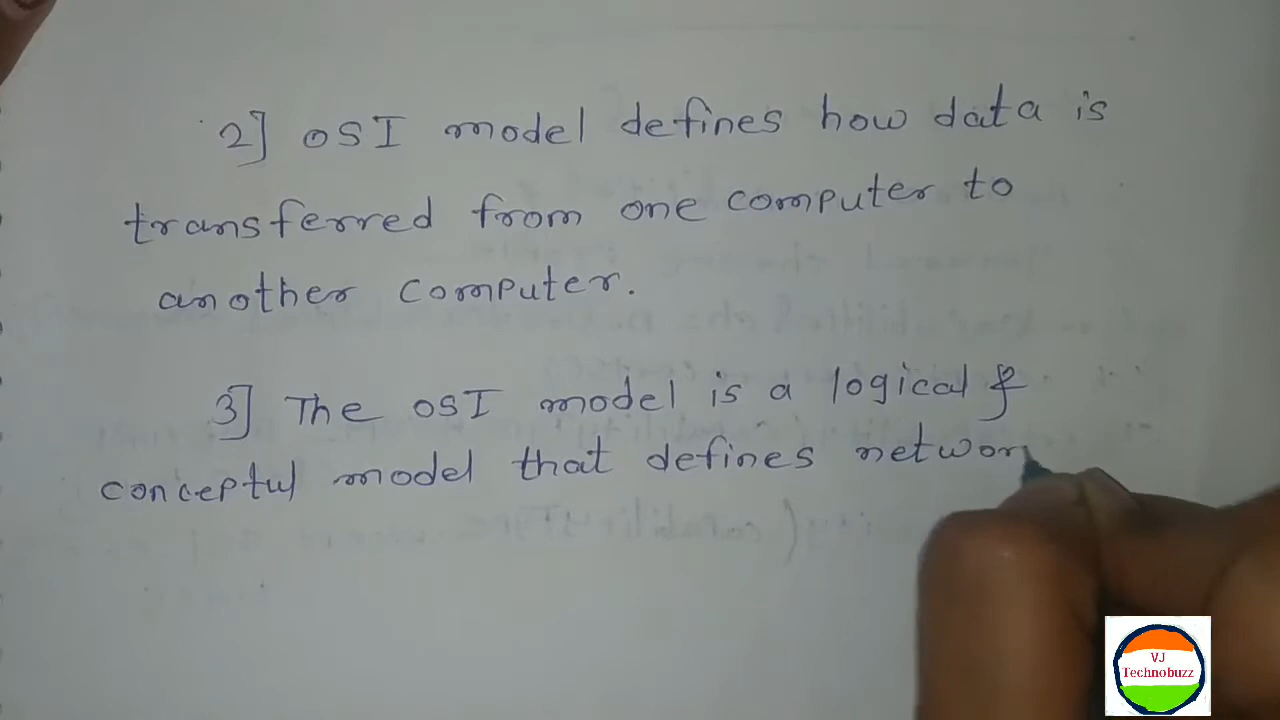 2] OSI model defines how data is
transferred from one computer to
another computer.
3] The OSI model is a logical &
conceptul model that defines networ
VJ
Technobuzz